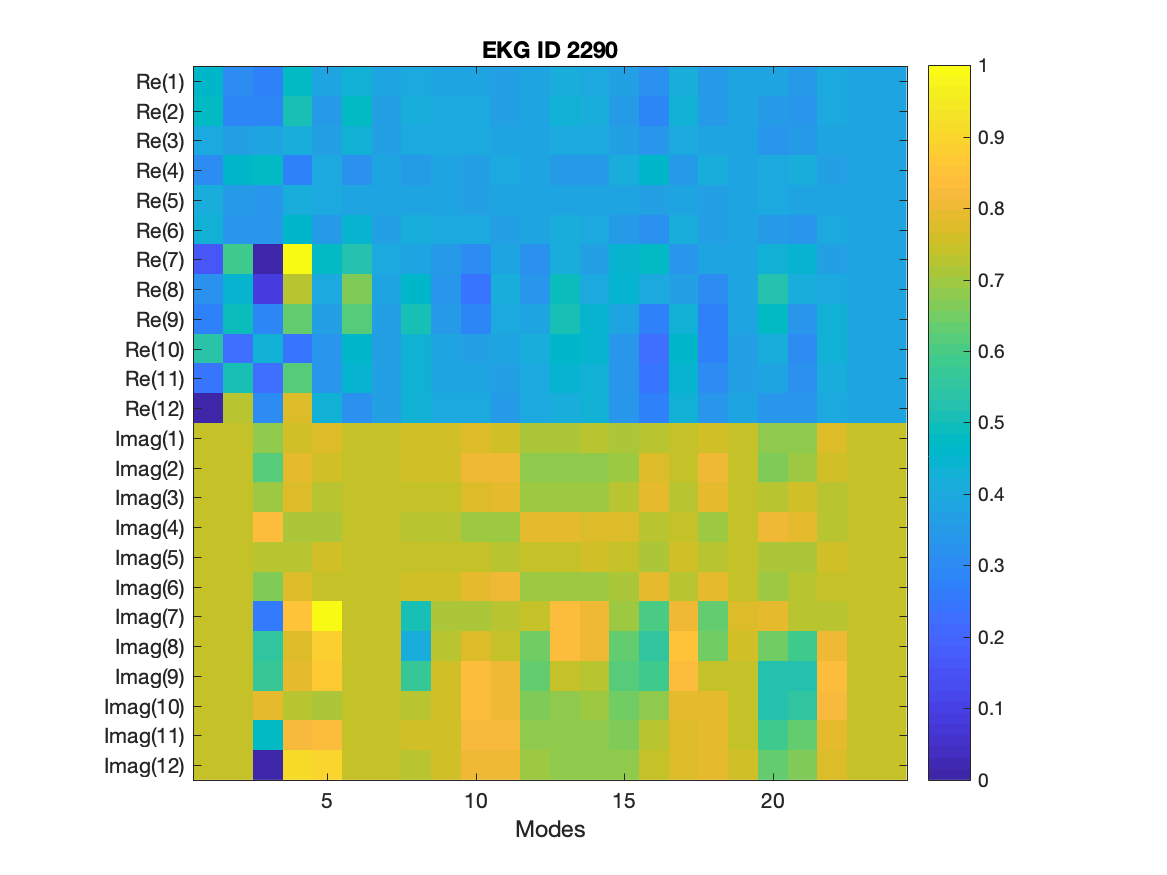 EKG ID 2290
Re(1)
Re(2)
Re(3)
Re(4)
Re(5)
Re(6)
Re(7)
Re(8)
Re(9)
Re(10)
Re(11)
Re(12)
Imag(1)
Imag(2)
Imag(3)
Imag(4)
Imag(5)
Imag(6)
Imag(7)
Imag(8)
Imag(9)
Imag(10)
Imag(11)
Imag(12)
5 10 15 20
Modes
1
0.9
0.8
0.7
0.6
0.5
0.4
0.3
0.2
0.1
0